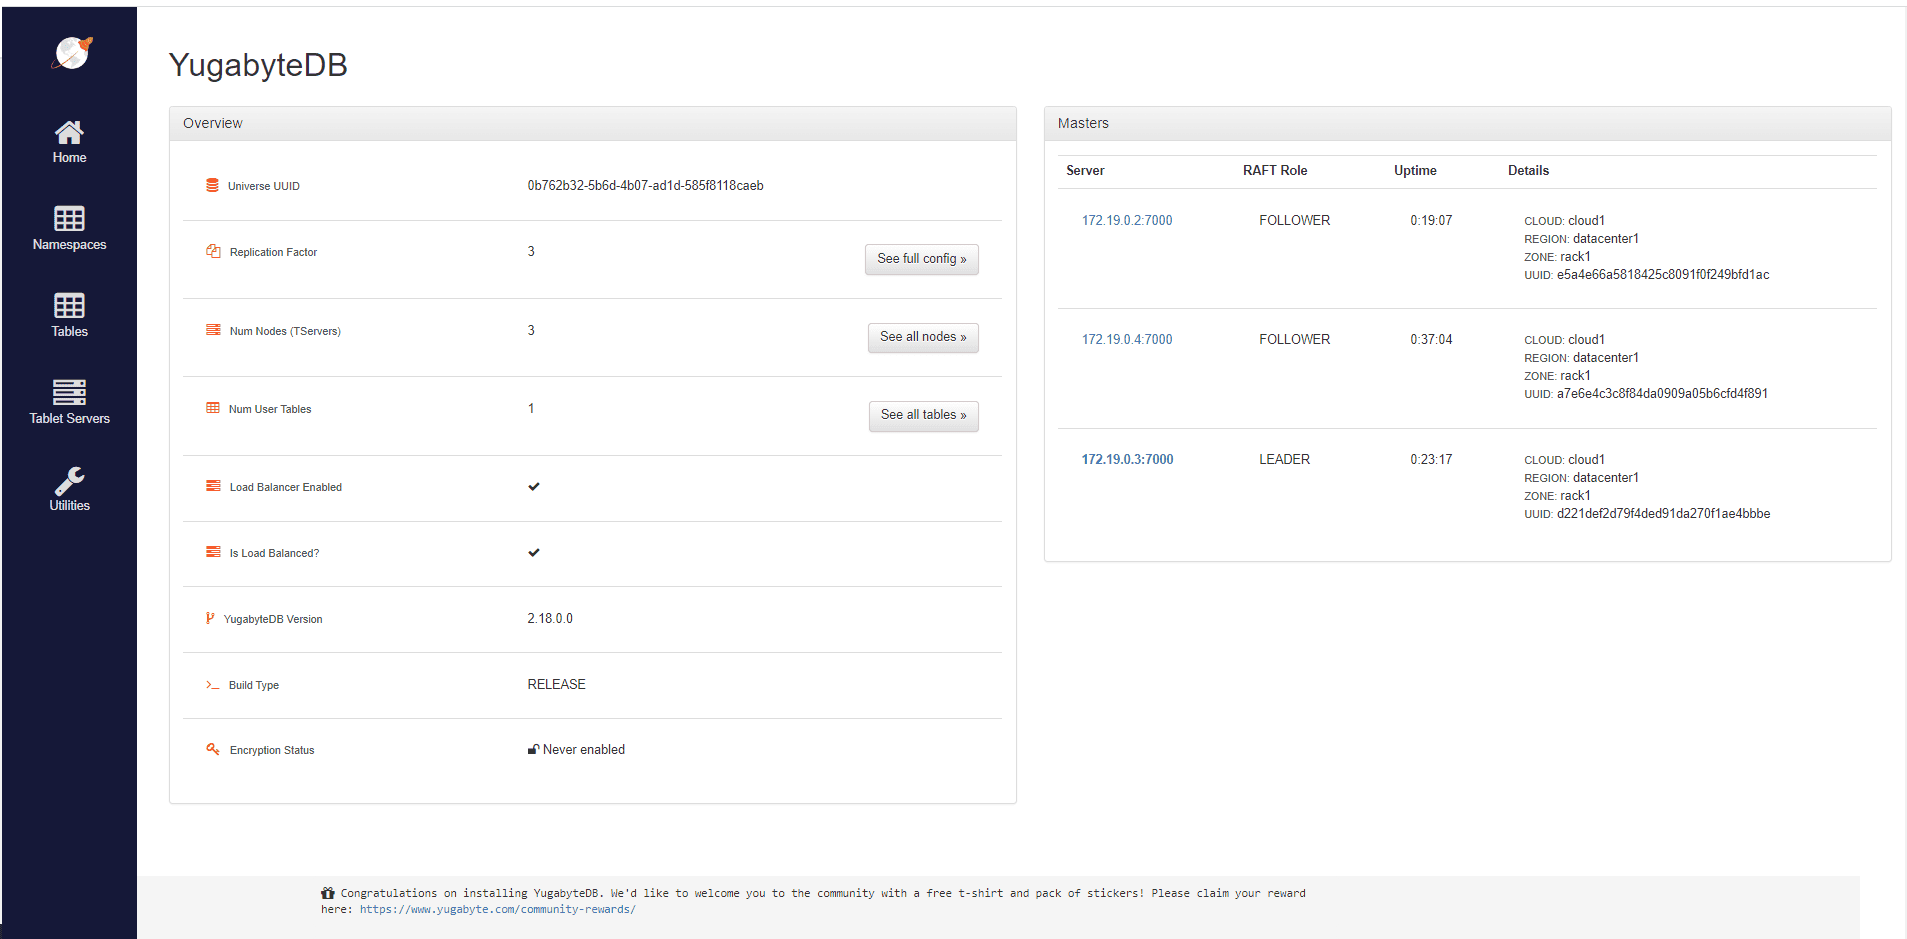 YugabyteDB
Home
Namespaces
Tables
Tablet Servers
Utilities
Overview
Universe UUID 0b762b32-5b6d-4b07-ad1d-585f8118caeb
Replication Factor 3 See full config »
Num Nodes (TServers) 3 See all nodes »
Num User Tables 1 See all tables »
Load Balancer Enabled ✔
Is Load Balanced? ✔
YugabyteDB Version 2.18.0.0
Build Type RELEASE
Encryption Status Never enabled
Masters
Server RAFT Role Uptime Details
172.19.0.2:7000 FOLLOWER 0:19:07 CLOUD: cloud1
REGION: datacenter1
ZONE: rack1
UUID: e5a4e66a5818425c8091f0f249bfd1ac
172.19.0.4:7000 FOLLOWER 0:37:04 CLOUD: cloud1
REGION: datacenter1
ZONE: rack1
UUID: a7e6e4c3c8f84da0909a05b6cfd4f891
172.19.0.3:7000 LEADER 0:23:17 CLOUD: cloud1
REGION: datacenter1
ZONE: rack1
UUID: d221def2d79f4ded91da270f1ae4bbbe
Congratulations on installing YugabyteDB. We'd like to welcome you to the community with a free t-shirt and pack of stickers! Please claim your reward
here: https://www.yugabyte.com/community-rewards/